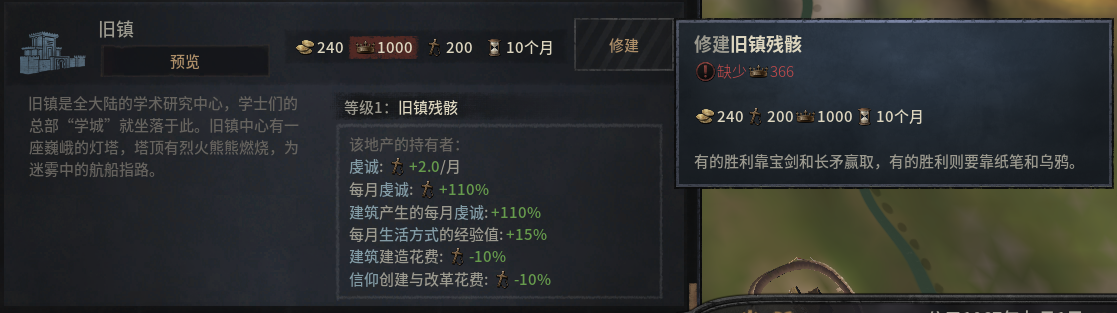 旧镇
预览
240 1000 200 10个月
修建
旧镇是全大陆的学术研究中心，学士们的
总部“学城”就坐落于此。旧镇中心有一
座巍峨的灯塔，塔顶有烈火熊熊燃烧，为
迷雾中的航船指路。
等级1：旧镇残骸
该地产的持有者：
虔诚: +2.0/月
每月虔诚: +110%
建筑产生的每月虔诚: +110%
每月生活方式的经验值: +15%
建筑建造花费: -10%
信仰创建与改革花费: -10%
修建旧镇残骸
缺少366
240 200 1000 10个月
有的胜利靠宝剑和长矛赢取，有的胜利则要靠纸笔和乌鸦。